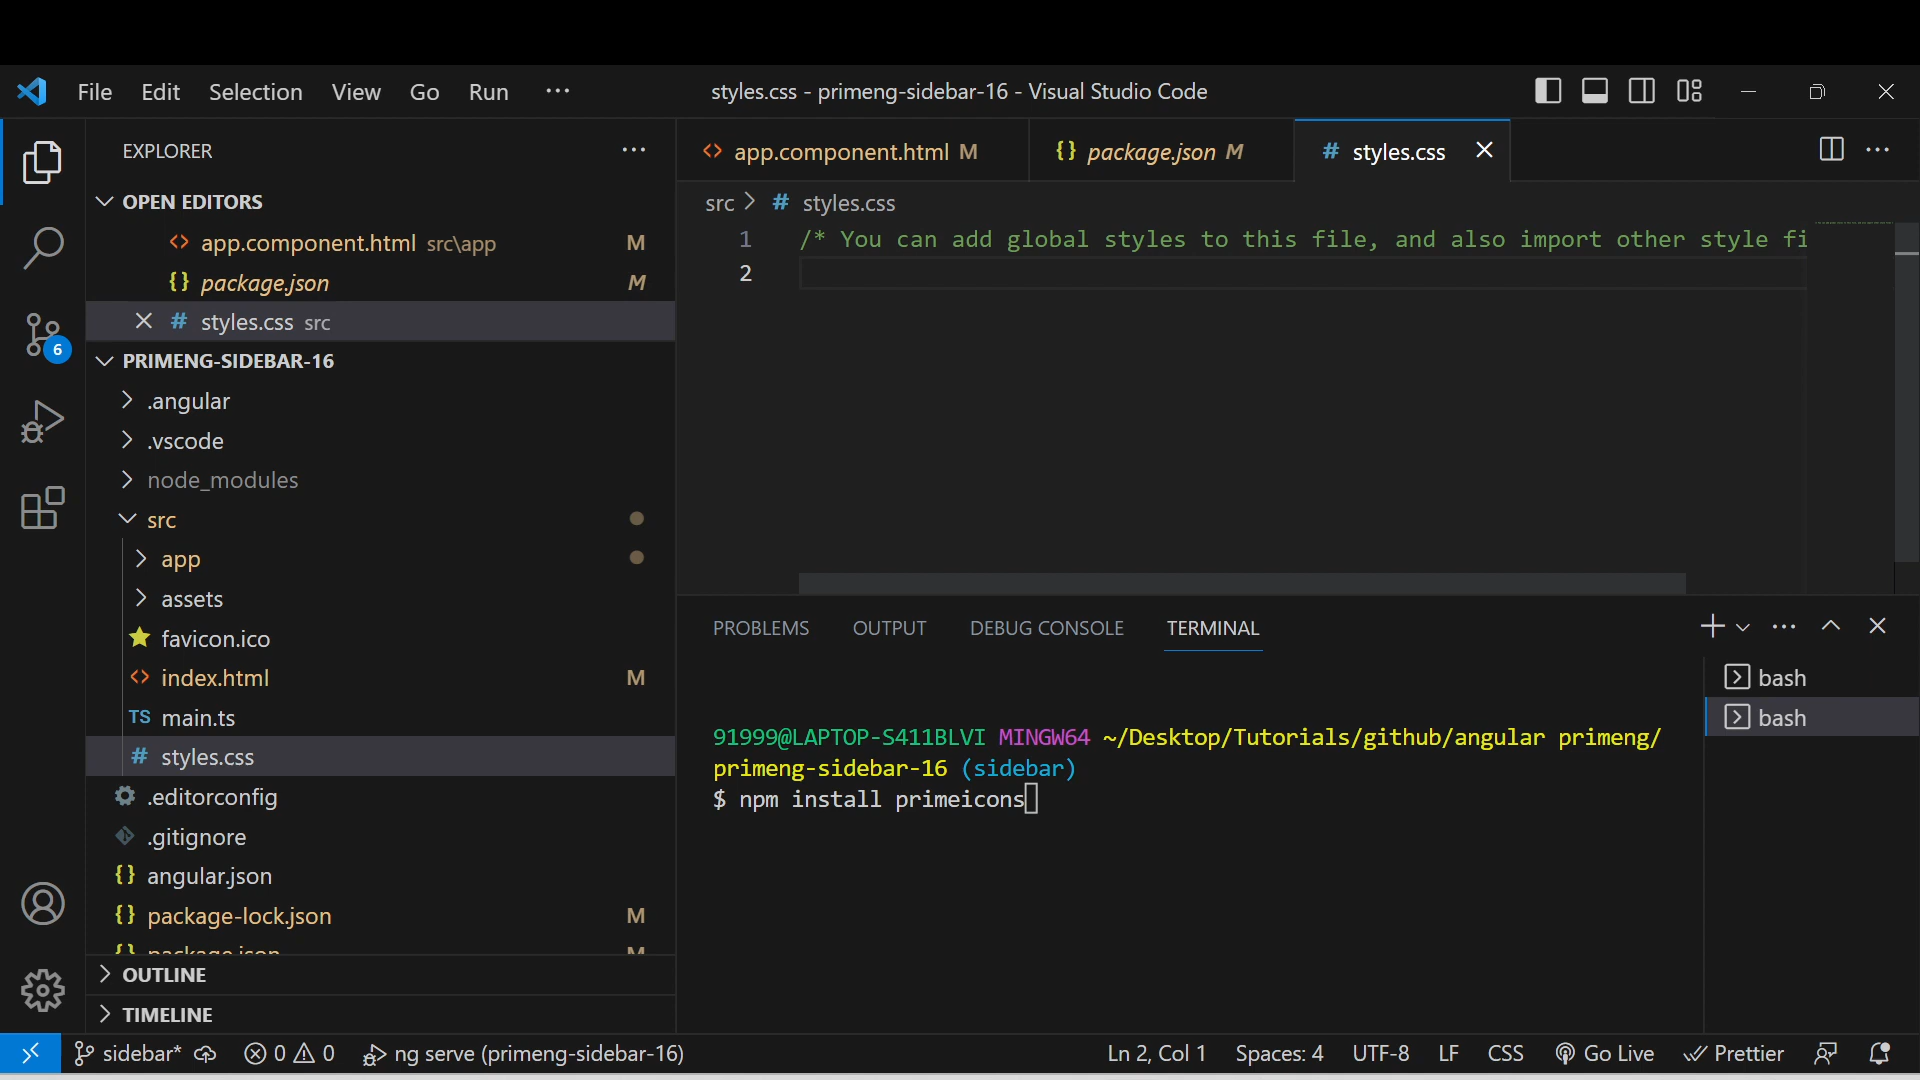 File Edit Selection View Go Run ··· styles.css - primeng-sidebar-16 - Visual Studio Code
EXPLORER ···
OPEN EDITORS
<> app.component.html src\app M
{} package.json M
# styles.css src
PRIMENG-SIDEBAR-16
.angular
.vscode
node_modules
src
app
assets
favicon.ico
<> index.html M
TS main.ts
# styles.css
.editorconfig
.gitignore
{} angular.json
{} package-lock.json M
{} package.json M
OUTLINE
TIMELINE
6
<> app.component.html M {} package.json M # styles.css
src > # styles.css
1 /* You can add global styles to this file, and also import other style fi
2
PROBLEMS OUTPUT DEBUG CONSOLE TERMINAL
91999@LAPTOP-S411BLVI MINGW64 ~/Desktop/Tutorials/github/angular primeng/
primeng-sidebar-16 (sidebar)
$ npm install primeicons
bash
bash
sidebar* 0 0 ng serve (primeng-sidebar-16) Ln 2, Col 1 Spaces: 4 UTF-8 LF CSS Go Live Prettier